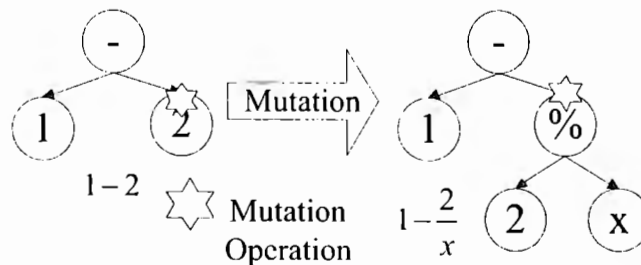 -
1
2
1-2
Mutation
Mutation
Operation
-
1
%
2
x
1-2/x